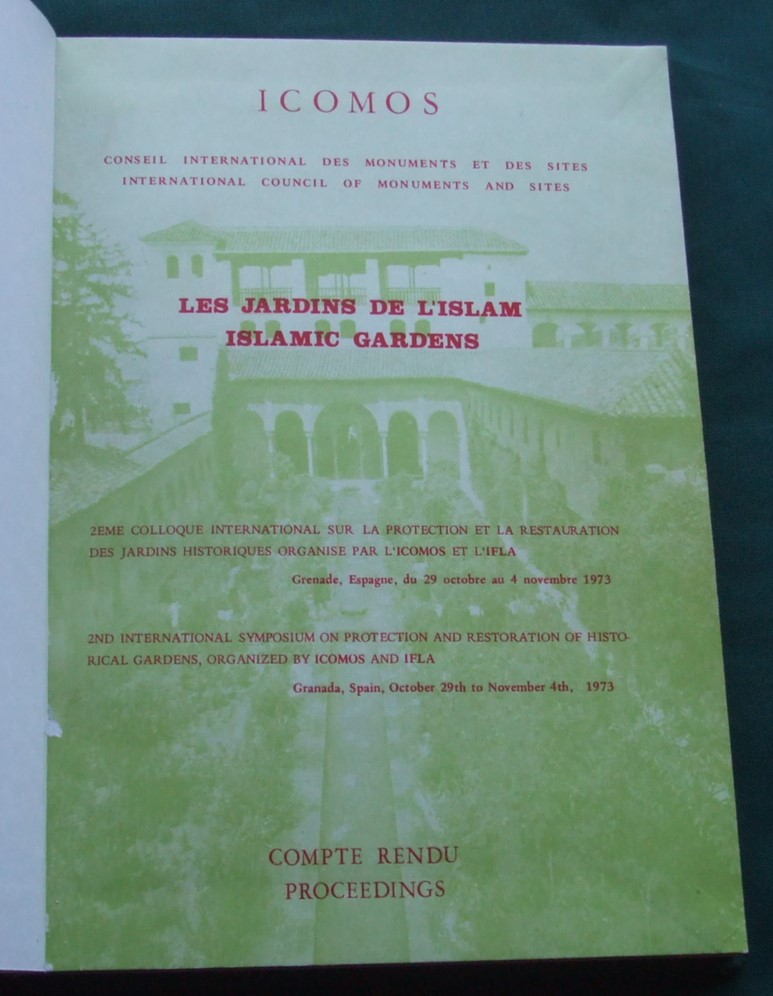 ICOMOS
CONSEIL INTERNATIONAL DES MONUMENTS ET DES SITES
INTERNATIONAL COUNCIL OF MONUMENTS AND SITES
LES JARDINS DE L'ISLAM
ISLAMIC GARDENS
2EME COLLOQUE INTERNATIONAL SUR LA PROTECTION ET LA RESTAURATION
DES JARDINS HISTORIQUES ORGANISE PAR L'ICOMOS ET L'IFLA
Grenade, Espagne, du 29 octobre au 4 novembre 1973
2ND INTERNATIONAL SYMPOSIUM ON PROTECTION AND RESTORATION OF HISTO-
RICAL GARDENS, ORGANIZED BY ICOMOS AND IFLA
Granada, Spain, October 29th to November 4th, 1973
COMPTE RENDU
PROCEEDINGS